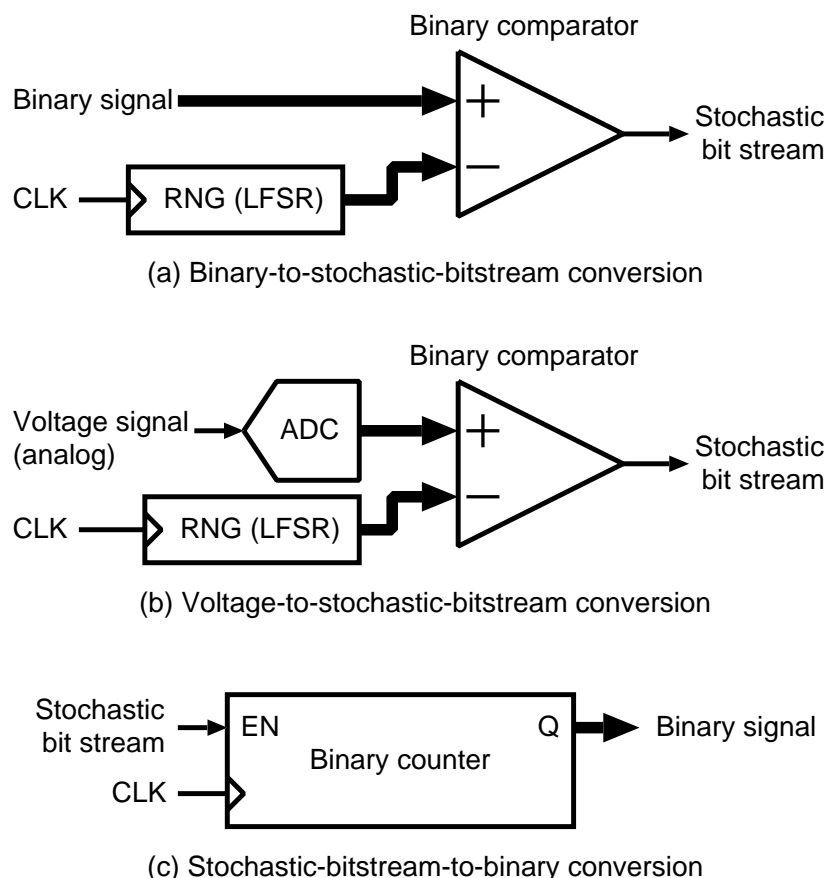 Binary comparator
Binary signal
+
Stochastic
bit stream
−
CLK
RNG (LFSR)
(a) Binary-to-stochastic-bitstream conversion
Binary comparator
Voltage signal
(analog)
ADC
+
Stochastic
bit stream
−
CLK
RNG (LFSR)
(b) Voltage-to-stochastic-bitstream conversion
Stochastic
bit stream
EN
Q
Binary signal
Binary counter
CLK
(c) Stochastic-bitstream-to-binary conversion